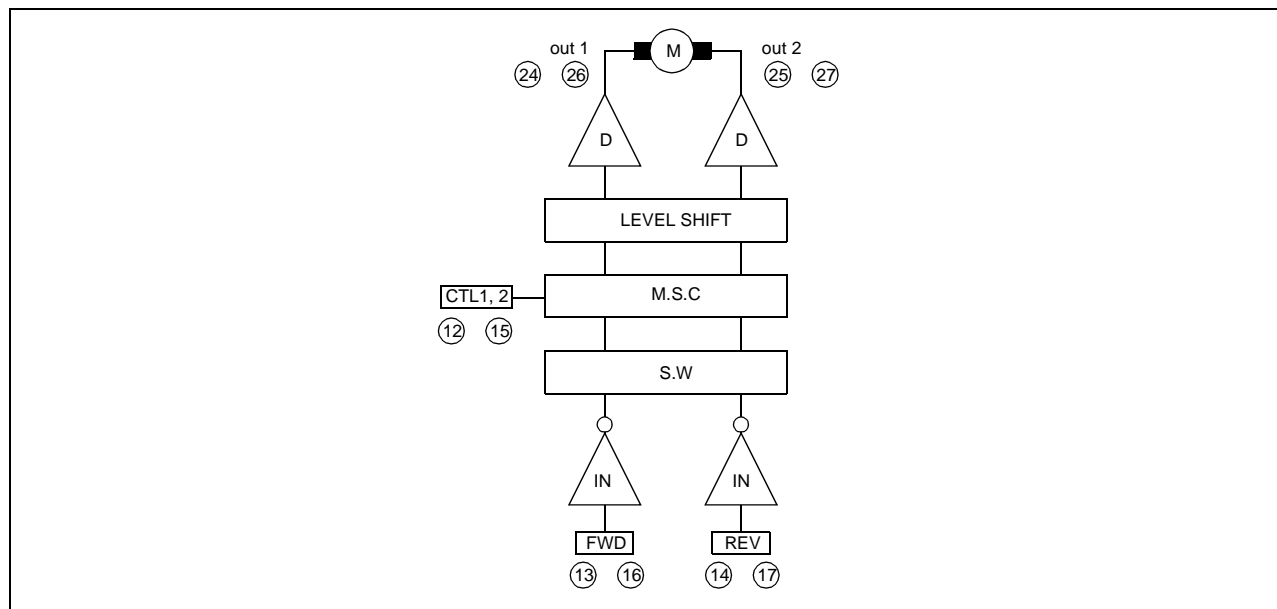 out 1 M out 2
24 26 25 27
D D
LEVEL SHIFT
CTL1, 2 M.S.C
12 15
S.W
IN IN
FWD REV
13 16 14 17